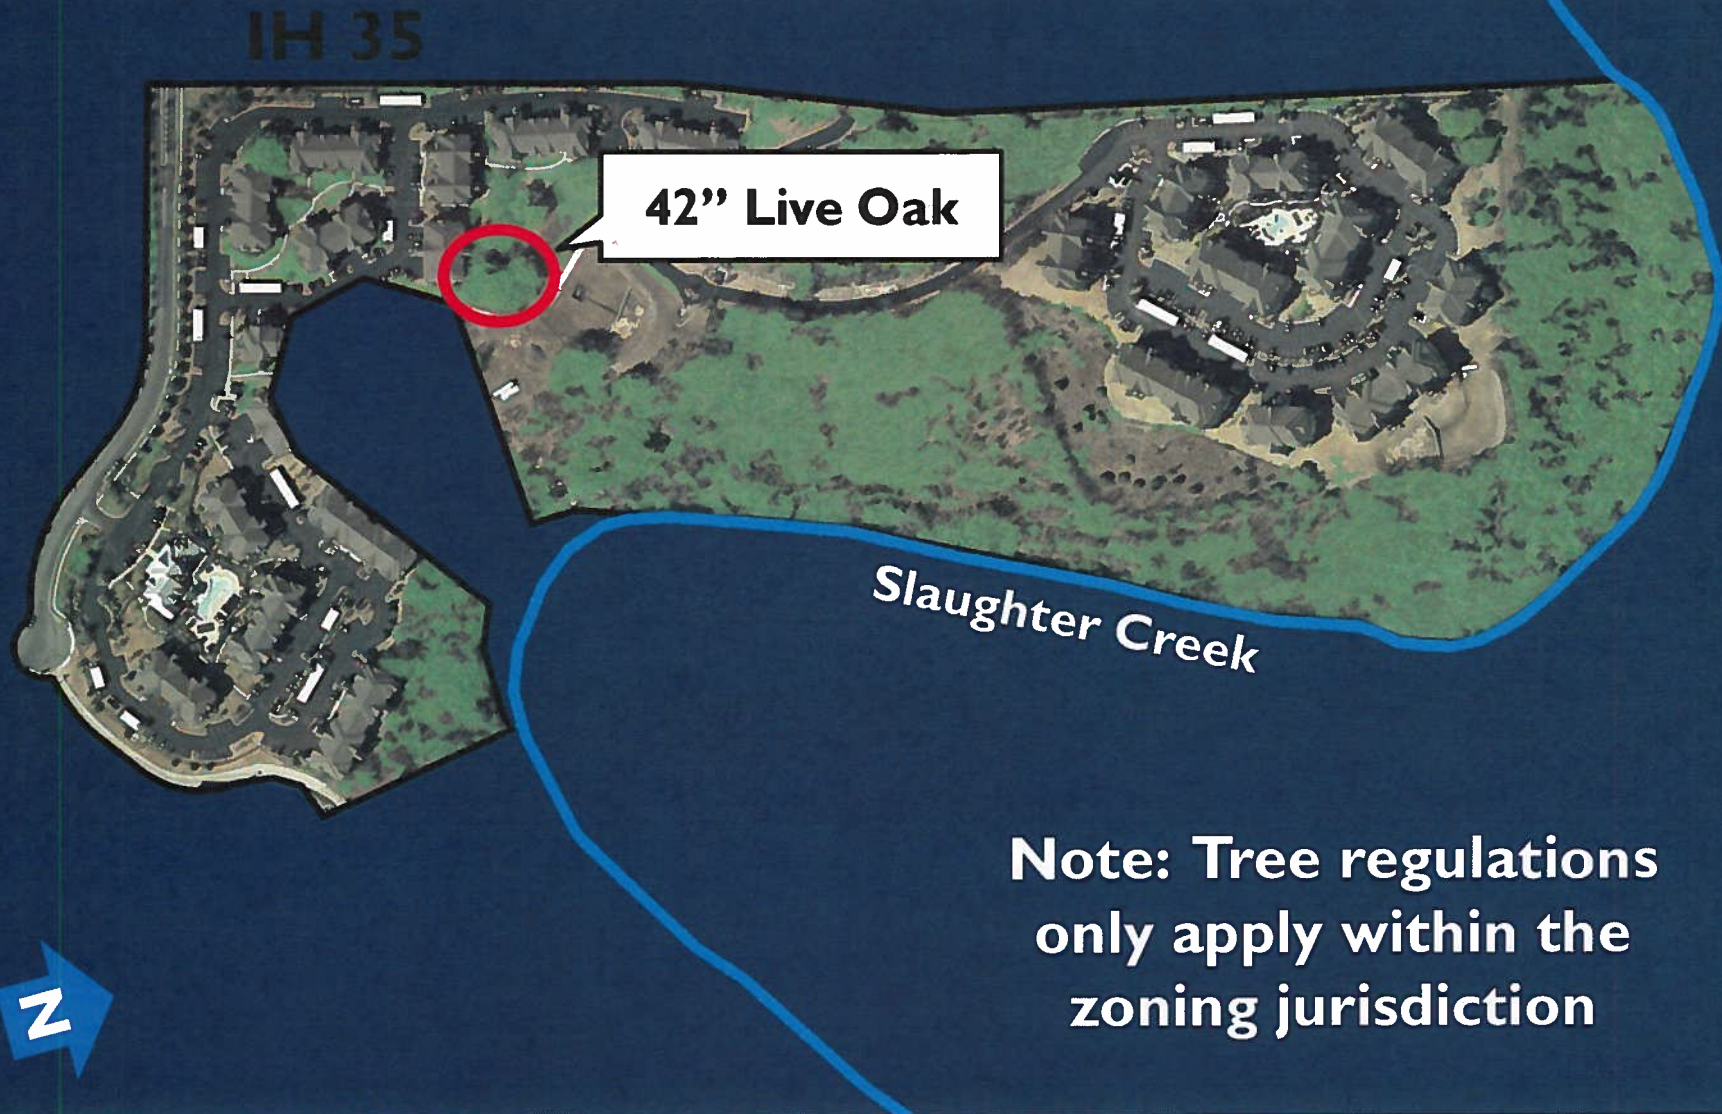 IH 35
42” Live Oak
Slaughter Creek
Note: Tree regulations
only apply within the
zoning jurisdiction
N